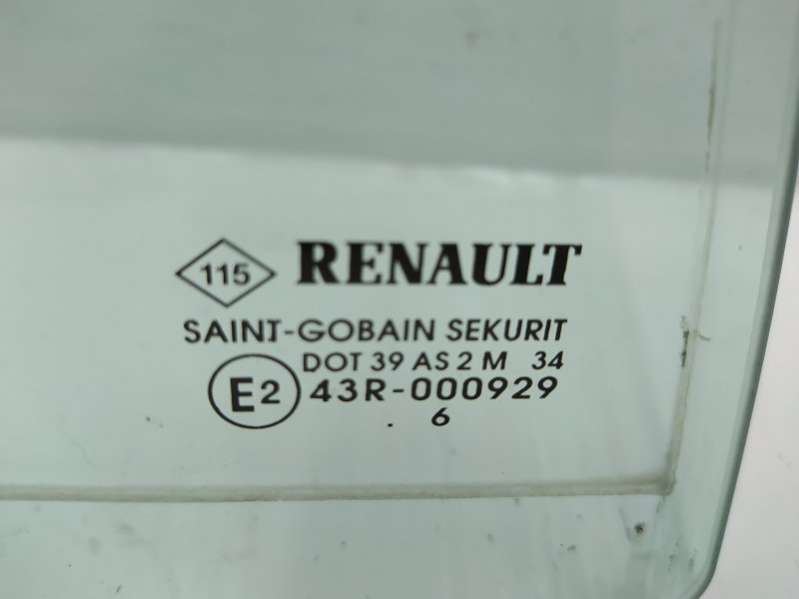 115 RENAULT
SAINT-GOBAIN SEKURIT
DOT 39 AS 2 M 34
E2 43R-000929
. 6